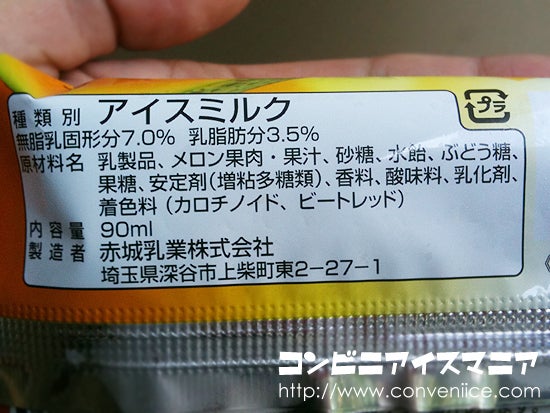 種類別 アイスミルク
無脂乳固形分7.0% 乳脂肪分3.5%
原材料名 乳製品、メロン果肉・果汁、砂糖、水飴、ぶどう糖、
果糖、安定剤(増粘多糖類)、香料、酸味料、乳化剤、
着色料(カロチノイド、ビートレッド)
内容量 90ml
製造者 赤城乳業株式会社
埼玉県深谷市上柴町東2-27-1
プラ
コンビニアイスマニア
http://www.conveniice.com/